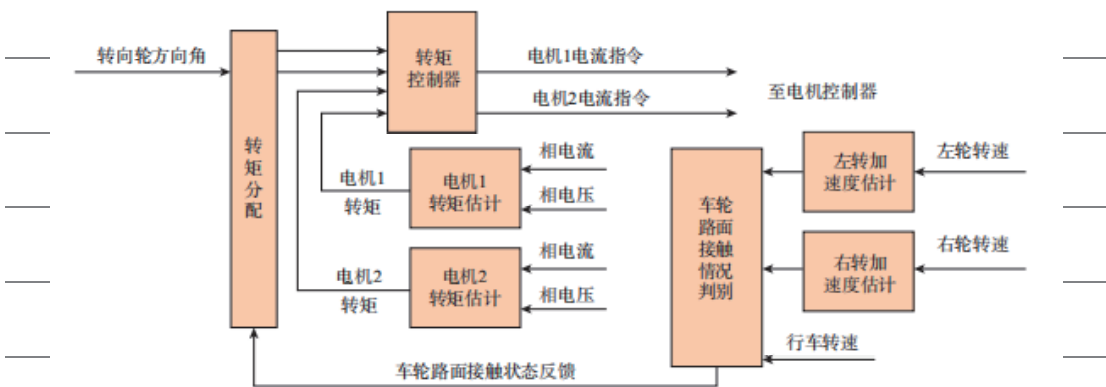 转向轮方向角
转矩分配
转矩
控制器
电机1电流指令
电机2电流指令
至电机控制器
电机1
转矩
电机1
转矩估计
相电流
相电压
电机2
转矩
电机2
转矩估计
相电流
相电压
车轮
路面
接触
情况
判别
左转加
速度估计
左轮转速
右转加
速度估计
右轮转速
行车转速
车轮路面接触状态反馈